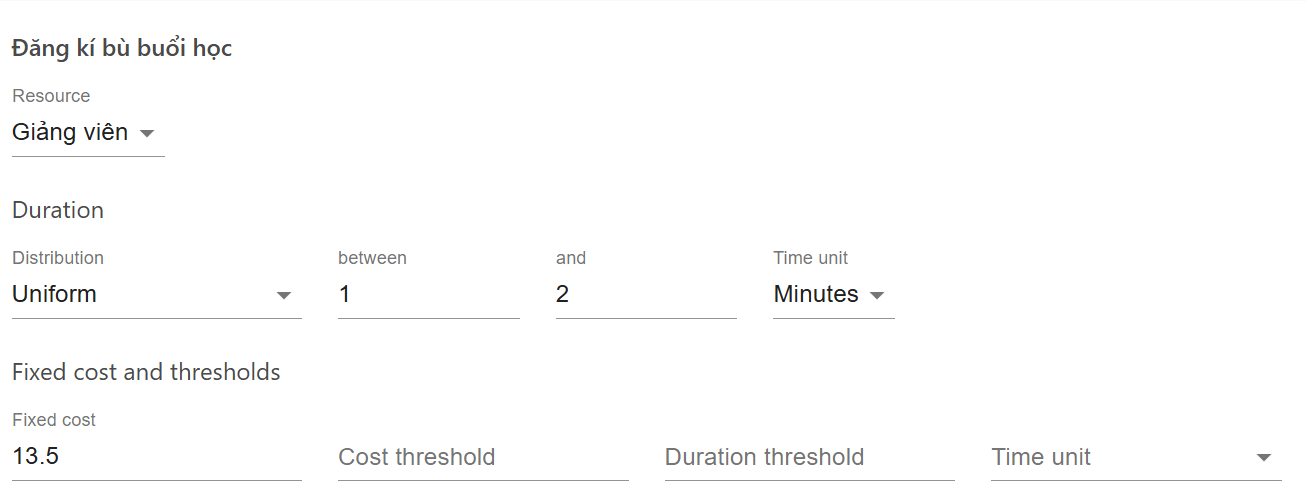 Đăng kí bù buổi học
Resource
Giảng viên
Duration
Distribution between and Time unit
Uniform 1 2 Minutes
Fixed cost and thresholds
Fixed cost
13.5 Cost threshold Duration threshold Time unit